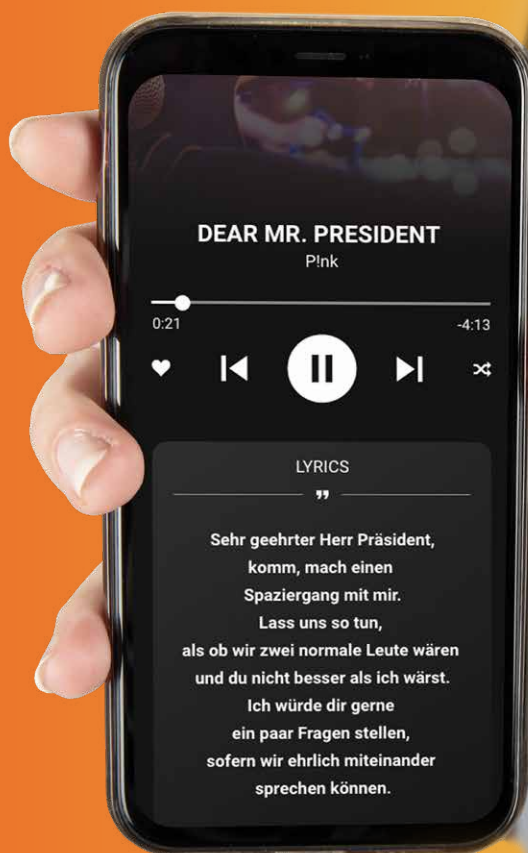 DEAR MR. PRESIDENT
P!nk
0:21 -4:13
LYRICS
”
Sehr geehrter Herr Präsident,
komm, mach einen
Spaziergang mit mir.
Lass uns so tun,
als ob wir zwei normale Leute wären
und du nicht besser als ich wärst.
Ich würde dir gerne
ein paar Fragen stellen,
sofern wir ehrlich miteinander
sprechen können.